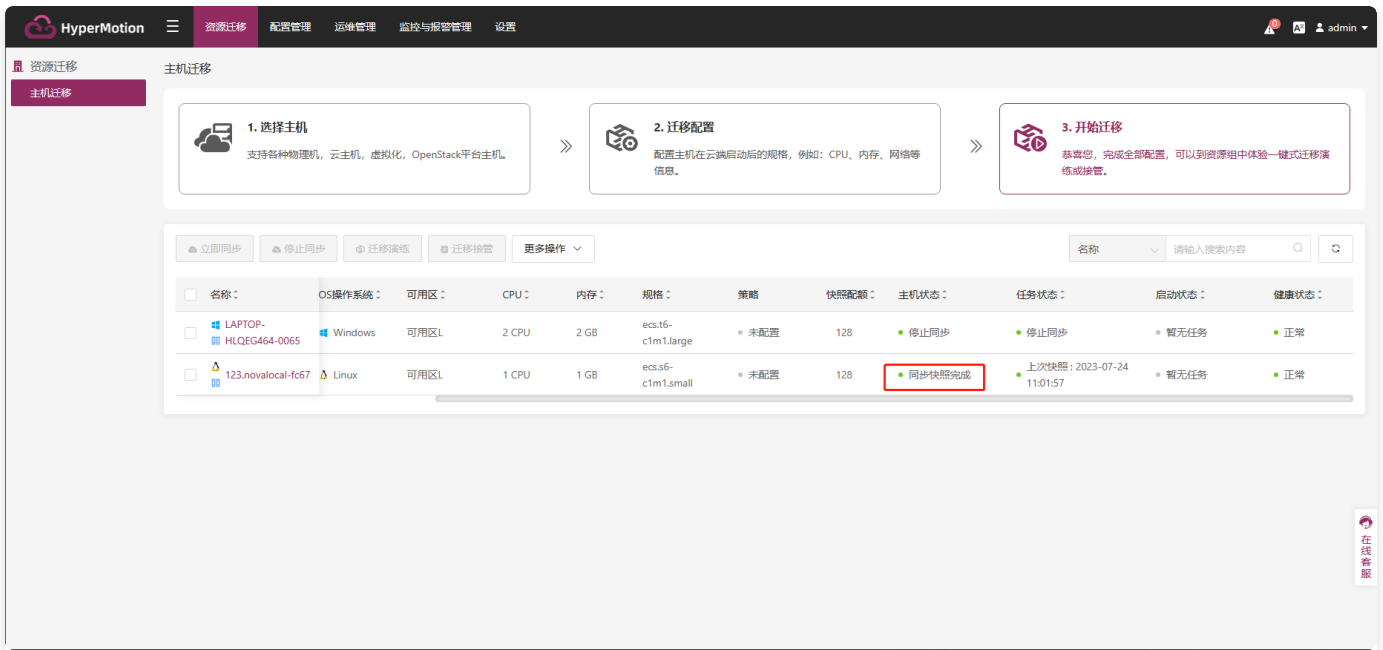 HyperMotion
资源迁移
配置管理
运维管理
监控与报警管理
设置
0
admin
资源迁移
主机迁移
主机迁移
1. 选择主机
支持各种物理机，云主机，虚拟化，OpenStack平台主机。
2. 迁移配置
配置主机在云端启动后的规格，例如：CPU、内存、网络等
信息。
3. 开始迁移
恭喜您，完成全部配置，可以到资源组中体验一键式迁移演
练或接管。
立即同步
停止同步
迁移演练
迁移接管
更多操作
名称
请输入搜索内容
名称
OS操作系统
可用区
CPU
内存
规格
策略
快照配额
主机状态
任务状态
启动状态
健康状态
LAPTOP-
HLQEG464-0065
Windows
可用区L
2 CPU
2 GB
ecs.t6-
c1m1.large
未配置
128
停止同步
停止同步
暂无任务
正常
123.novalocal-fc67
Linux
可用区L
1 CPU
1 GB
ecs.s6-
c1m1.small
未配置
128
同步快照完成
上次快照 : 2023-07-24
11:01:57
暂无任务
正常
在线客服